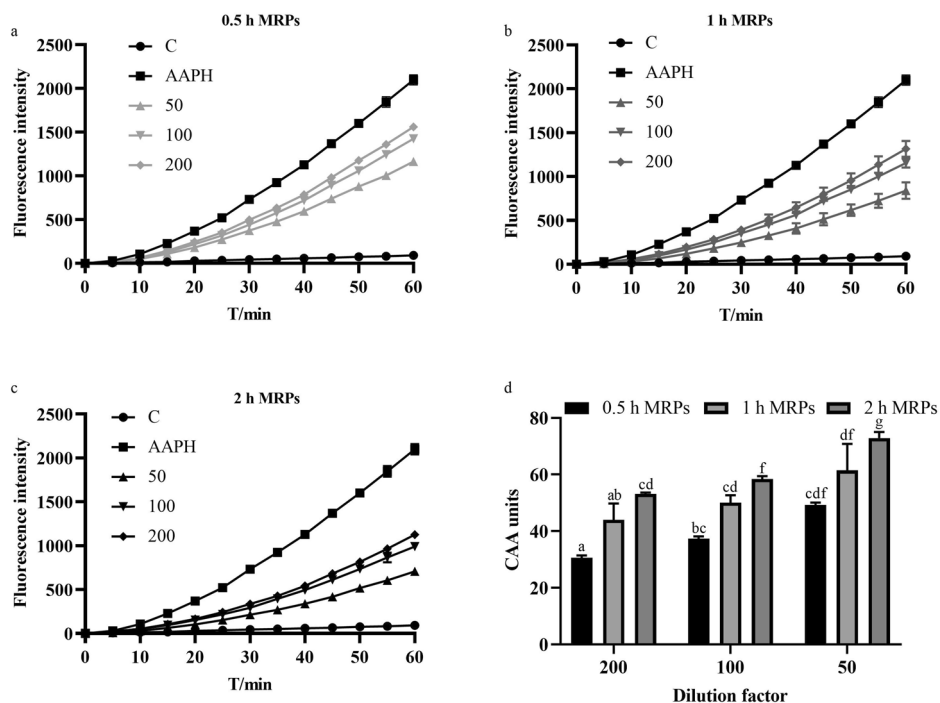 a
0.5 h MRPs
2500
2000
1500
1000
500
0
Fluorescence intensity
C
AAPH
50
100
200
0 10 20 30 40 50 60
T/min
b
1 h MRPs
2500
2000
1500
1000
500
0
Fluorescence intensity
C
AAPH
50
100
200
0 10 20 30 40 50 60
T/min
c
2 h MRPs
2500
2000
1500
1000
500
0
Fluorescence intensity
C
AAPH
50
100
200
0 10 20 30 40 50 60
T/min
d
0.5 h MRPs 1 h MRPs 2 h MRPs
80
60
40
20
0
CAA units
a ab cd bc cd f cdf df g
200 100 50
Dilution factor